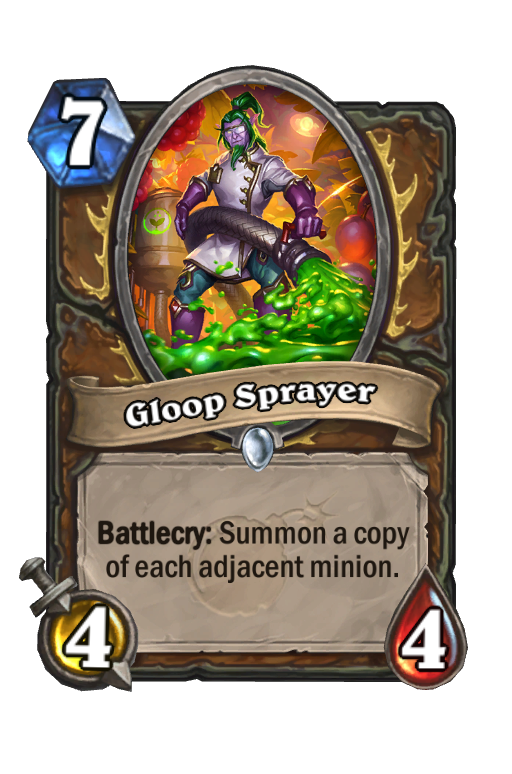 7
Gloop Sprayer
Battlecry: Summon a copy
of each adjacent minion.
4
4